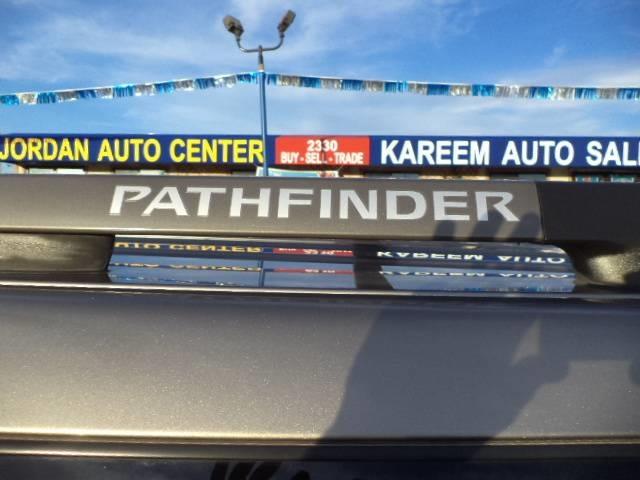 JORDAN AUTO CENTER
2330
BUY - SELL - TRADE
KAREEM AUTO SAL
PATHFINDER